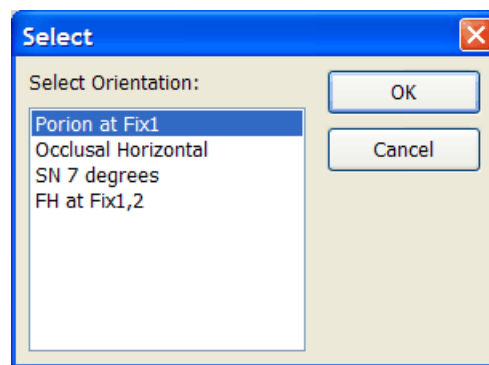 Select
Select Orientation:
Porion at Fix1
Occlusal Horizontal
SN 7 degrees
FH at Fix1,2
OK
Cancel